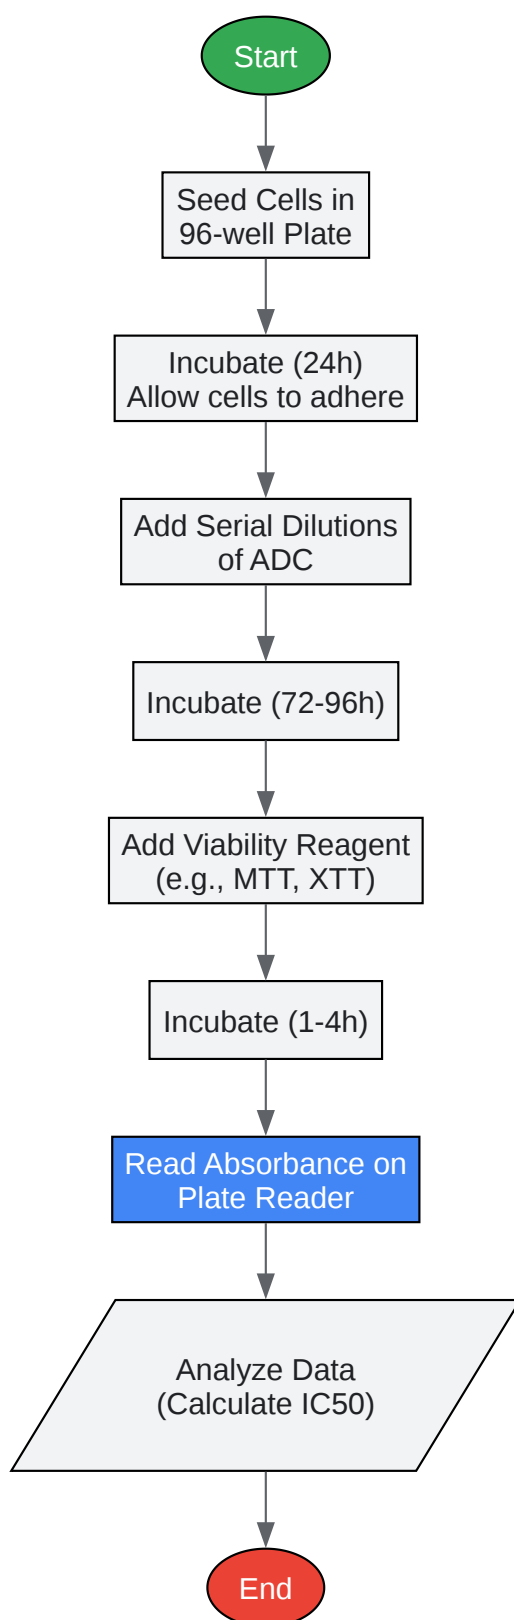 Start
Seed Cells in
96-well Plate
Incubate (24h)
Allow cells to adhere
Add Serial Dilutions
of ADC
Incubate (72-96h)
Add Viability Reagent
(e.g., MTT, XTT)
Incubate (1-4h)
Read Absorbance on
Plate Reader
Analyze Data
(Calculate IC50)
End